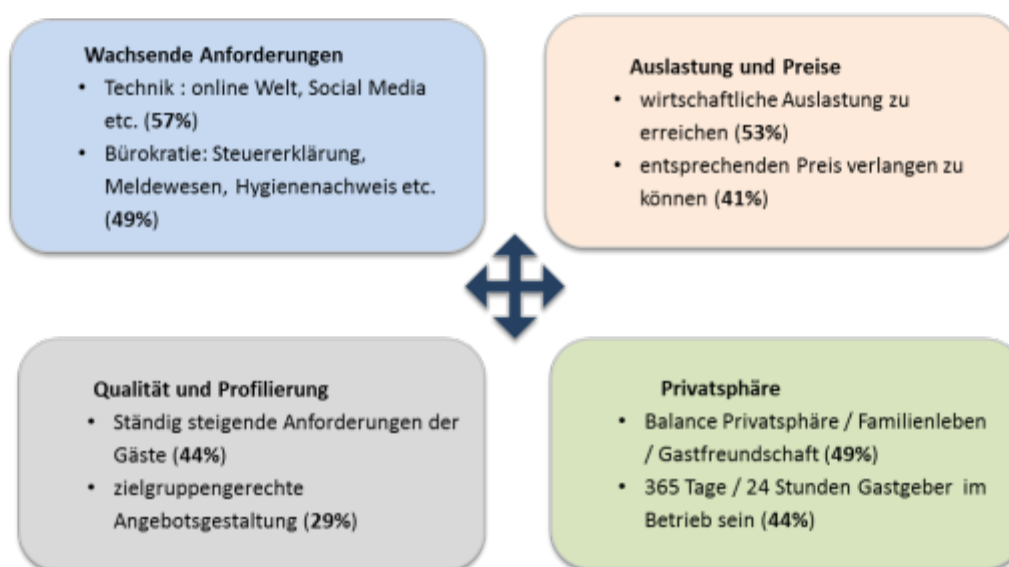 Wachsende Anforderungen
• Technik : online Welt, Social Media
etc. (57%)
• Bürokratie: Steuererklärung,
Meldewesen, Hygienenachweis etc.
(49%)
Auslastung und Preise
• wirtschaftliche Auslastung zu
erreichen (53%)
• entsprechenden Preis verlangen zu
können (41%)
Qualität und Profilierung
• Ständig steigende Anforderungen der
Gäste (44%)
• zielgruppengerechte
Angebotsgestaltung (29%)
Privatsphäre
• Balance Privatsphäre / Familienleben
/ Gastfreundschaft (49%)
• 365 Tage / 24 Stunden Gastgeber im
Betrieb sein (44%)